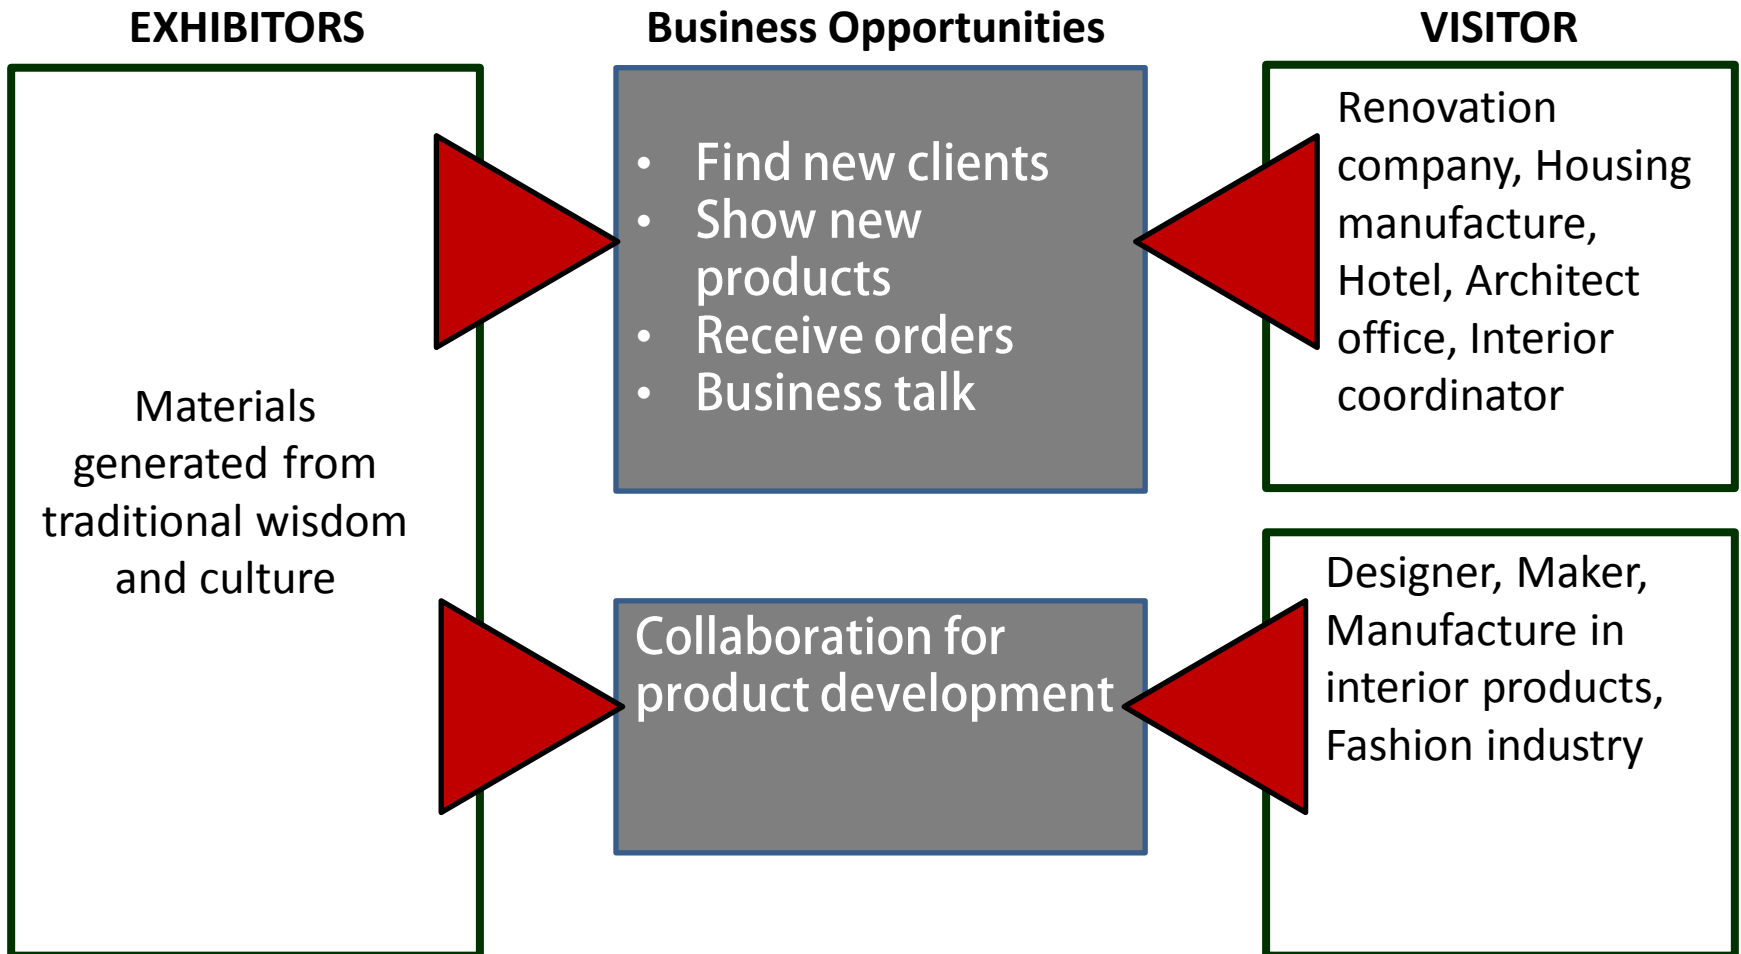 EXHIBITORS
Materials
generated from
traditional wisdom
and culture
Business Opportunities
• Find new clients
• Show new
products
• Receive orders
• Business talk
Collaboration for
product development
VISITOR
Renovation
company, Housing
manufacture,
Hotel, Architect
office, Interior
coordinator
Designer, Maker,
Manufacture in
interior products,
Fashion industry